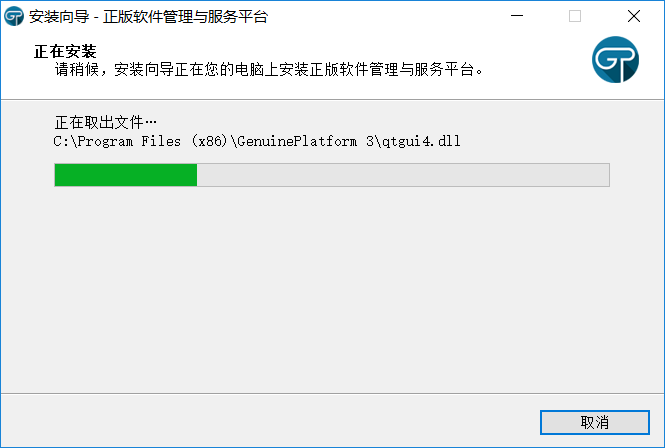 安装向导 - 正版软件管理与服务平台
正在安装
请稍候，安装向导正在您的电脑上安装正版软件管理与服务平台。
GP
正在取出文件…
C:\Program Files (x86)\GenuinePlatform 3\qtgui4.dll
取消